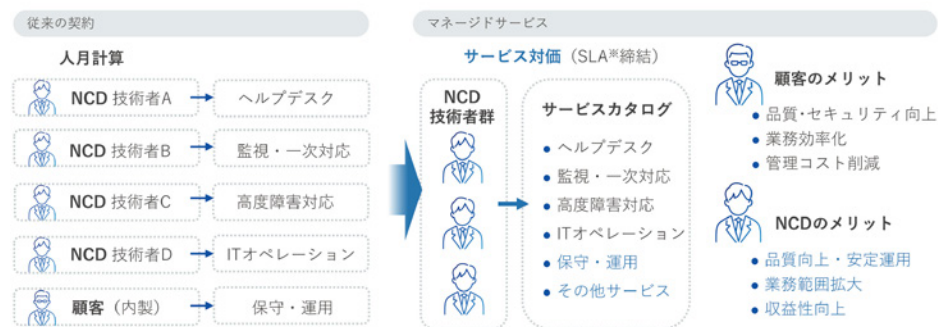 従来の契約
人月計算
NCD 技術者A
ヘルプデスク
NCD 技術者B
監視・一次対応
NCD 技術者C
高度障害対応
NCD 技術者D
ITオペレーション
顧客（内製）
保守・運用
マネージドサービス
サービス対価（SLA※締結）
NCD
技術者群
サービスカタログ
• ヘルプデスク
• 監視・一次対応
• 高度障害対応
• ITオペレーション
• 保守・運用
• その他サービス
顧客のメリット
• 品質・セキュリティ向上
• 業務効率化
• 管理コスト削減
NCDのメリット
• 品質向上・安定運用
• 業務範囲拡大
• 収益性向上